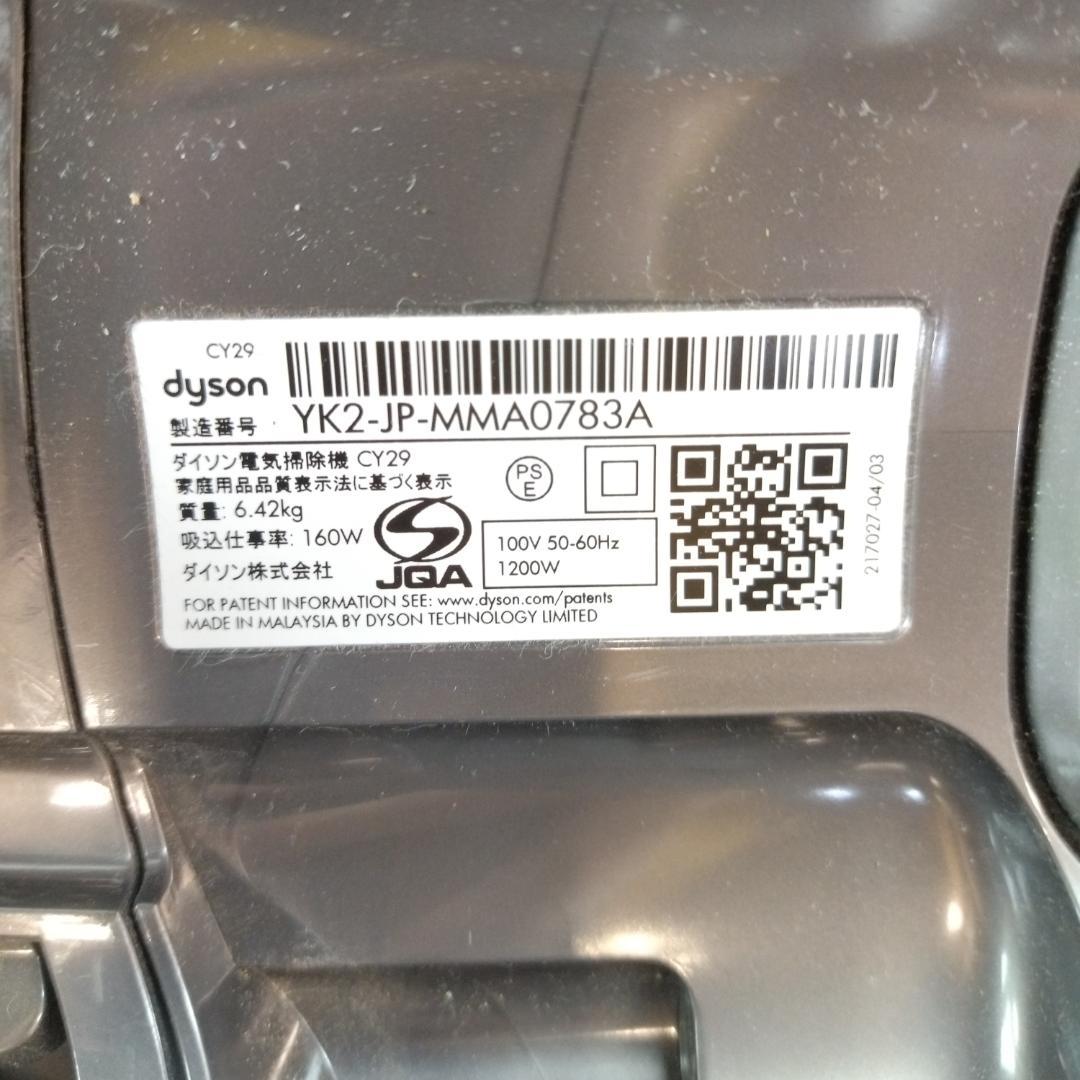 CY29
dyson
製造番号 YK2-JP-MMA0783A
ダイソン電気掃除機 CY29
家庭用品品質表示法に基づく表示
質量: 6.42kg
吸込仕事率: 160W
ダイソン株式会社
PS
E
JQA
100V 50-60Hz
1200W
217027-04/03
FOR PATENT INFORMATION SEE: www.dyson.com/patents
MADE IN MALAYSIA BY DYSON TECHNOLOGY LIMITED